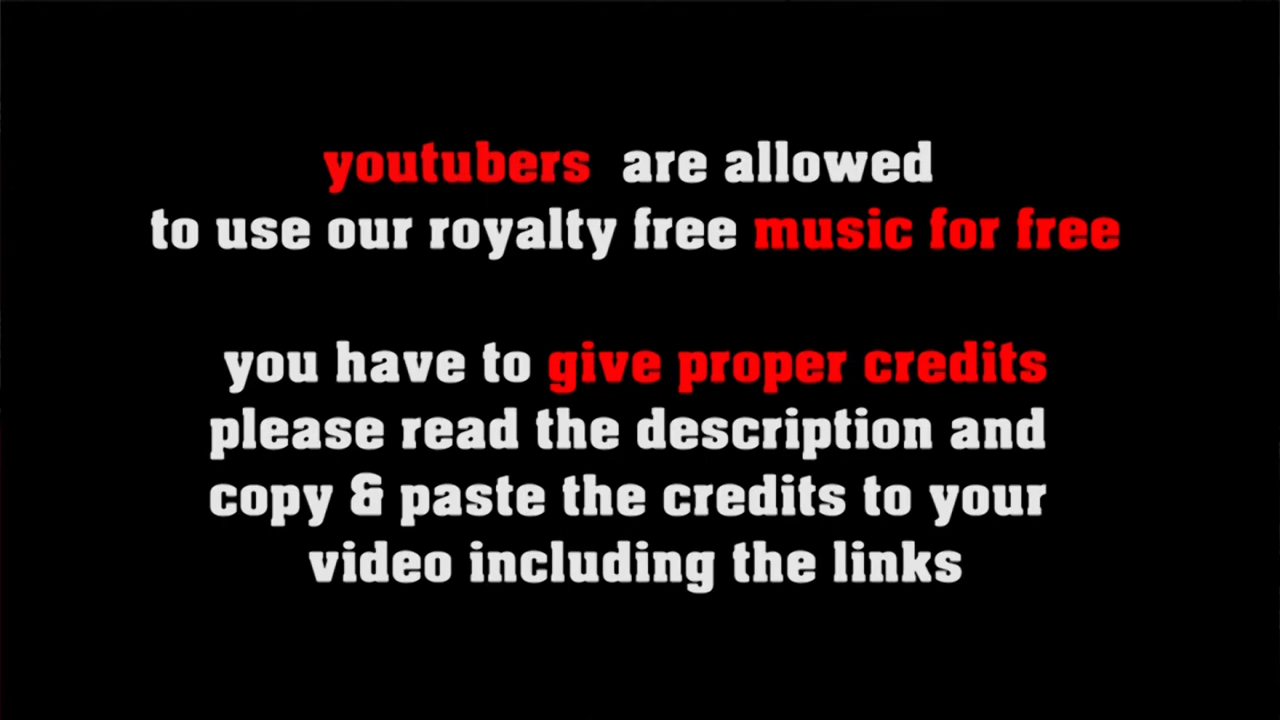 youtubers are allowed
to use our royalty free music for free
you have to give proper credits
please read the description and
copy & paste the credits to your
video including the links